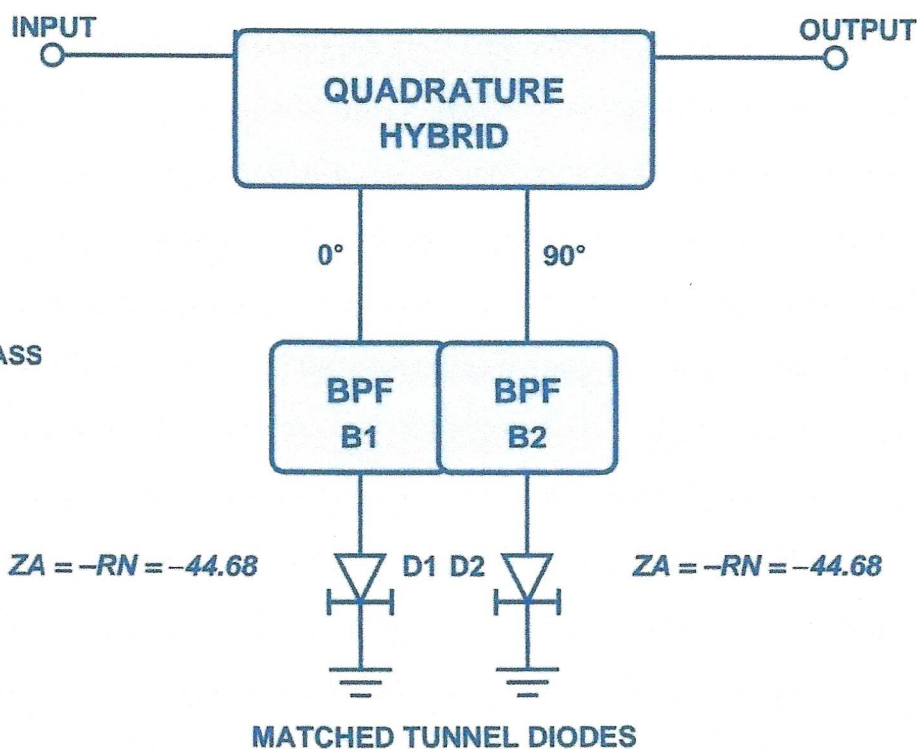 INPUT
OUTPUT
QUADRATURE
HYBRID
0°
90°
ASS
BPF
B1
BPF
B2
ZA = –RN = –44.68
D1 D2
ZA = –RN = –44.68
MATCHED TUNNEL DIODES